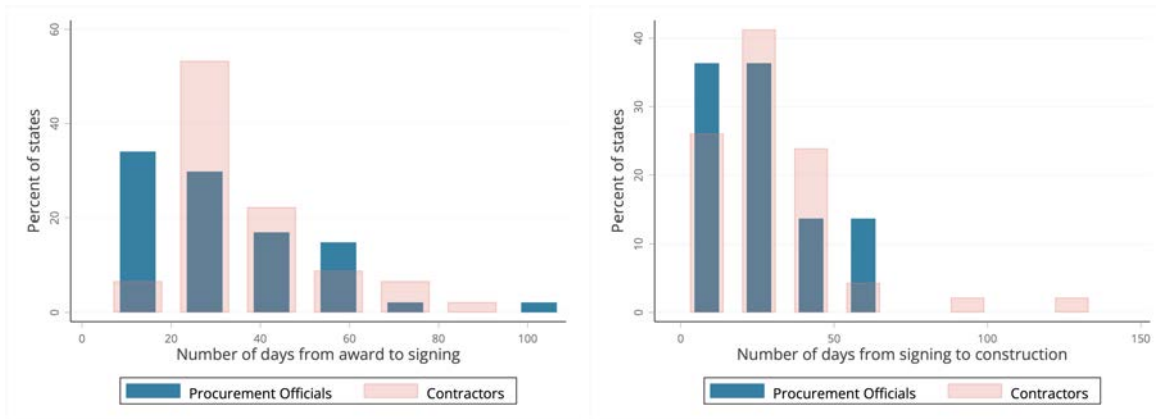 Percent of states
60
40
20
0
0 20 40 60 80 100
Number of days from award to signing
Procurement Officials Contractors
Percent of states
40
30
20
10
0
0 50 100 150
Number of days from signing to construction
Procurement Officials Contractors